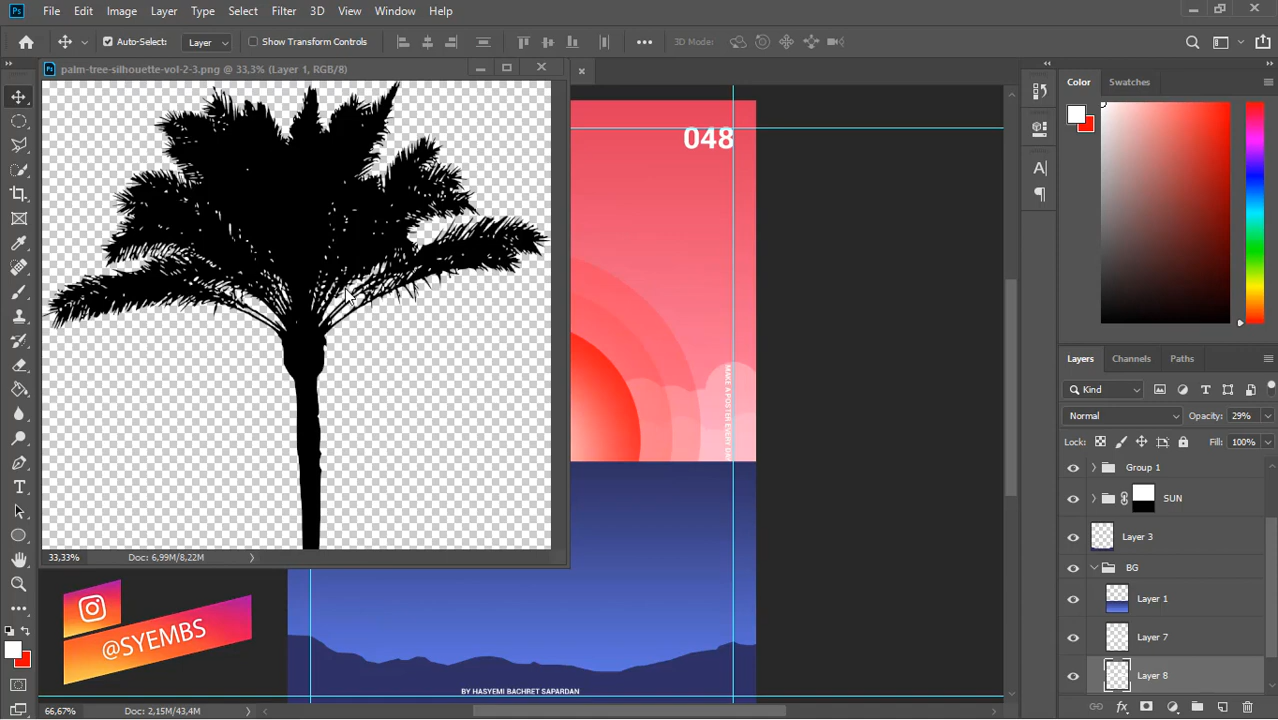 Ps File Edit Image Layer Type Select Filter 3D View Window Help
Auto-Select: Layer Show Transform Controls 3D Mode:
Ps palm-tree-silhouette-vol-2-3.png @ 33,3% (Layer 1, RGB/8)
Color Swatches
048
MAKE A POSTER EVERY DAY
Layers Channels Paths
Kind
Normal Opacity: 29%
Lock: Fill: 100%
Group 1
SUN
Layer 3
BG
Layer 1
Layer 7
Layer 8
33,33% Doc: 6,99M/8,22M
@SYEMBS
BY HASYEMI BACHRET SAPARDAN
66,67% Doc: 2,15M/43,4M